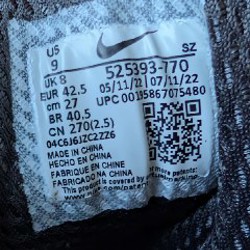 US SZ
9
UK 8 525393-770
EUR 42.5 05/11/22 07/11/22
cm 27 UPC 00135867075480
BR 40.5
CN 270(2.5)
04C6J6JZCZZZ6
MADE IN CHINA
HECHO EN CHINA
FABRIQUÉ EN CHINE
FABRICADO NA CHINA